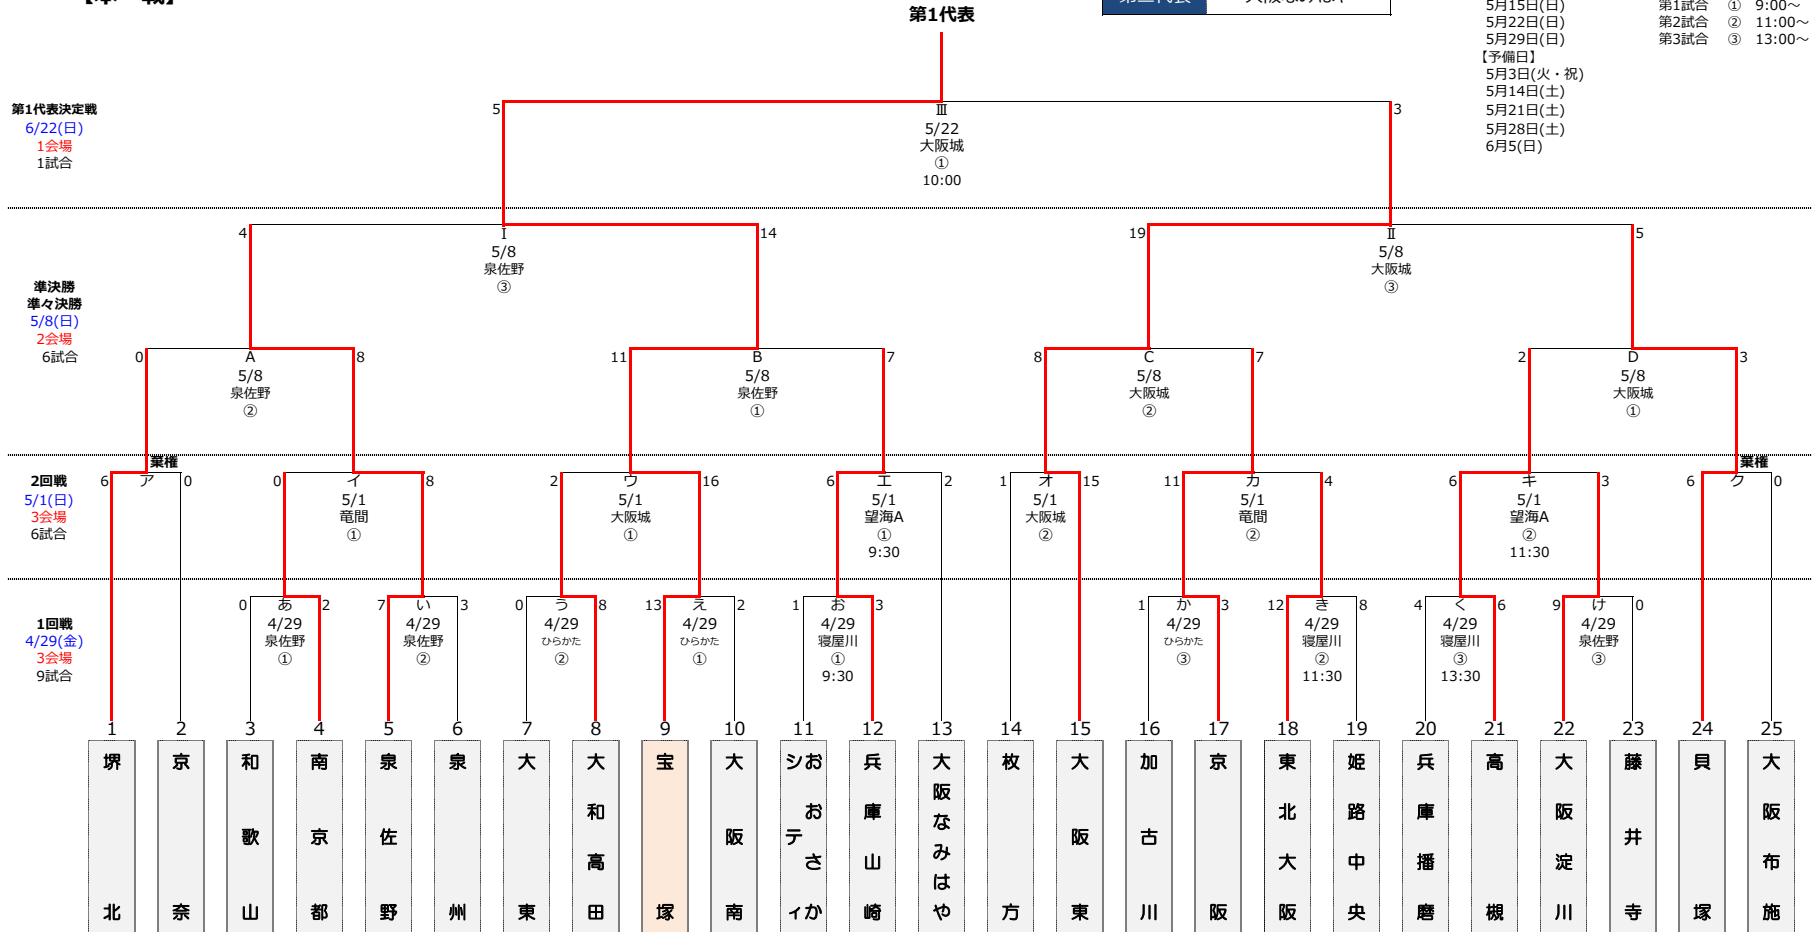 第1代表
5月15日(日)
5月22日(日)
5月29日(日)
【予備日】
5月3日(火・祝)
5月14日(土)
5月21日(土)
5月28日(土)
6月5(日)
第1試合 ① 9:00～
第2試合 ② 11:00～
第3試合 ③ 13:00～
第1代表決定戦
6/22(日)
1会場
1試合
5 Ⅲ 3
5/22
大阪城
①
10:00
準決勝
準々決勝
5/8(日)
2会場
6試合
4 Ⅰ 14
5/8
泉佐野
③
19 Ⅱ 5
5/8
大阪城
③
0 A 8
5/8
泉佐野
②
11 B 7
5/8
泉佐野
①
8 C 7
5/8
大阪城
②
2 D 3
5/8
大阪城
①
2回戦
5/1(日)
3会場
6試合
棄権
6 ア 0
0 イ 8
5/1
竜間
①
2 ウ 16
5/1
大阪城
①
6 エ 2
5/1
望海A
①
9:30
1 オ 15
5/1
大阪城
②
11 カ 4
5/1
竜間
②
6 キ 3
5/1
望海A
②
11:30
棄権
6 ク 0
1回戦
4/29(金)
3会場
9試合
0 あ 2
4/29
泉佐野
①
7 い 3
4/29
泉佐野
②
0 う 8
4/29
ひらかた
②
13 え 2
4/29
ひらかた
①
1 お 3
4/29
寝屋川
①
9:30
1 か 3
4/29
ひらかた
③
12 き 8
4/29
寝屋川
②
11:30
4 く 6
4/29
寝屋川
③
13:30
9 け 0
4/29
泉佐野
③
1 2 3 4 5 6 7 8 9 10 11 12 13 14 15 16 17 18 19 20 21 22 23 24 25
堺北
京奈
和歌山
南京都
泉佐野
泉州
大東
大和高田
宝塚
大阪南
おおさか
シティ
兵庫山崎
大阪なみはや
枚方
大阪東
加古川
京阪
東北大阪
姫路中央
兵庫播磨
高槻
大阪淀川
藤井寺
貝塚
大阪布施